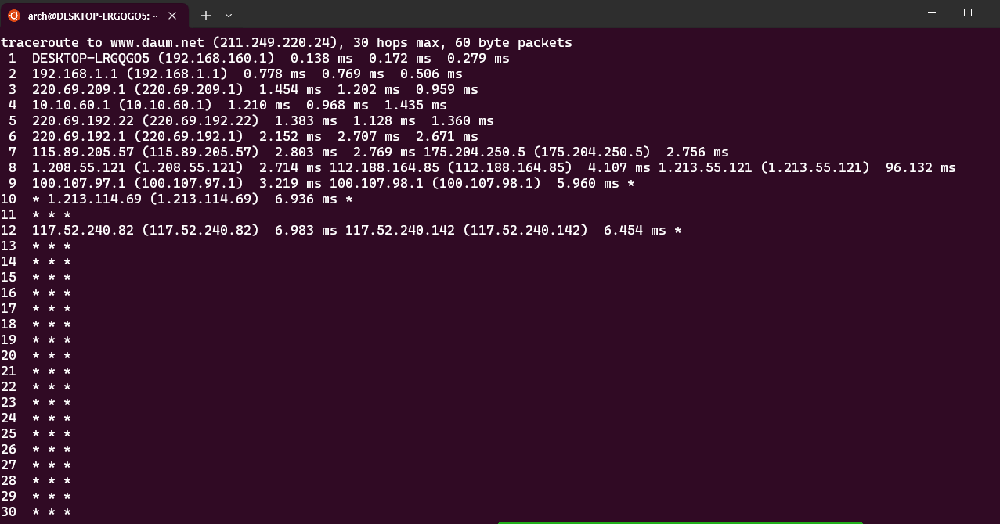 arch@DESKTOP-LRGQGO5: ~
traceroute to www.daum.net (211.249.220.24), 30 hops max, 60 byte packets
1 DESKTOP-LRGQGO5 (192.168.160.1) 0.138 ms 0.172 ms 0.279 ms
2 192.168.1.1 (192.168.1.1) 0.778 ms 0.769 ms 0.506 ms
3 220.69.209.1 (220.69.209.1) 1.454 ms 1.202 ms 0.959 ms
4 10.10.60.1 (10.10.60.1) 1.210 ms 0.968 ms 1.435 ms
5 220.69.192.22 (220.69.192.22) 1.383 ms 1.128 ms 1.360 ms
6 220.69.192.1 (220.69.192.1) 2.152 ms 2.707 ms 2.671 ms
7 115.89.205.57 (115.89.205.57) 2.803 ms 2.769 ms 175.204.250.5 (175.204.250.5) 2.756 ms
8 1.208.55.121 (1.208.55.121) 2.714 ms 112.188.164.85 (112.188.164.85) 4.107 ms 1.213.55.121 (1.213.55.121) 96.132 ms
9 100.107.97.1 (100.107.97.1) 3.219 ms 100.107.98.1 (100.107.98.1) 5.960 ms *
10 * 1.213.114.69 (1.213.114.69) 6.936 ms *
11 * * *
12 117.52.240.82 (117.52.240.82) 6.983 ms 117.52.240.142 (117.52.240.142) 6.454 ms *
13 * * *
14 * * *
15 * * *
16 * * *
17 * * *
18 * * *
19 * * *
20 * * *
21 * * *
22 * * *
23 * * *
24 * * *
25 * * *
26 * * *
27 * * *
28 * * *
29 * * *
30 * * *